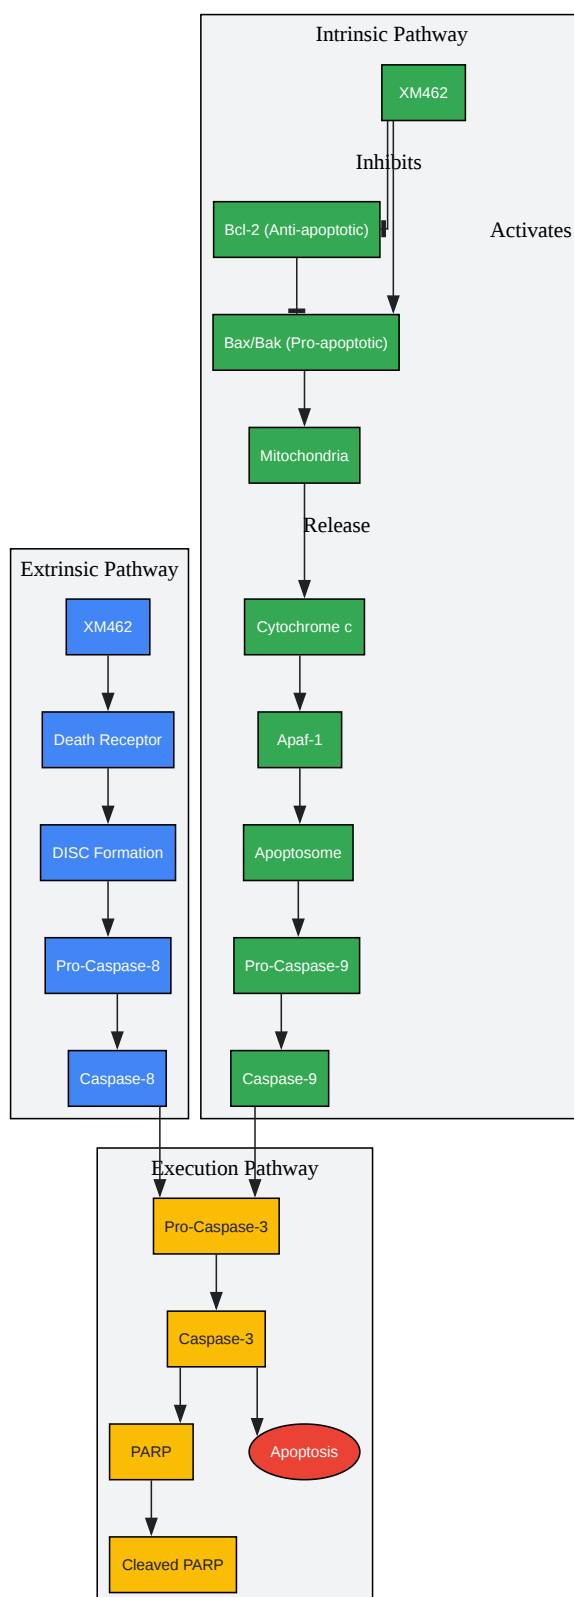 Intrinsic Pathway
XM462
Inhibits
Bcl-2 (Anti-apoptotic)
Activates
Bax/Bak (Pro-apoptotic)
Mitochondria
Release
Cytochrome c
Apaf-1
Apoptosome
Pro-Caspase-9
Caspase-9
Extrinsic Pathway
XM462
Death Receptor
DISC Formation
Pro-Caspase-8
Caspase-8
Execution Pathway
Pro-Caspase-3
Caspase-3
PARP
Apoptosis
Cleaved PARP